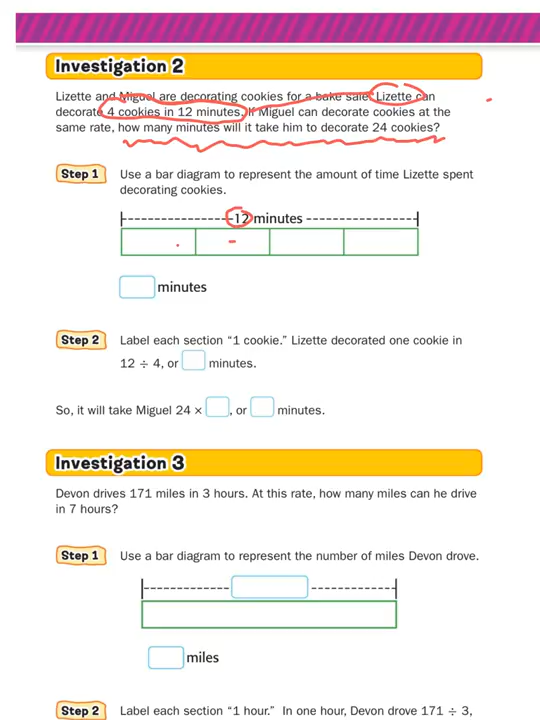 Investigation 2
Lizette and Miguel are decorating cookies for a bake sale. Lizette can
decorate 4 cookies in 12 minutes. If Miguel can decorate cookies at the
same rate, how many minutes will it take him to decorate 24 cookies?
Step 1
Use a bar diagram to represent the amount of time Lizette spent
decorating cookies.
12 minutes
minutes
Step 2
Label each section “1 cookie.” Lizette decorated one cookie in
12 ÷ 4, or minutes.
So, it will take Miguel 24 × , or minutes.
Investigation 3
Devon drives 171 miles in 3 hours. At this rate, how many miles can he drive
in 7 hours?
Step 1
Use a bar diagram to represent the number of miles Devon drove.
miles
Step 2
Label each section “1 hour.” In one hour, Devon drove 171 ÷ 3,